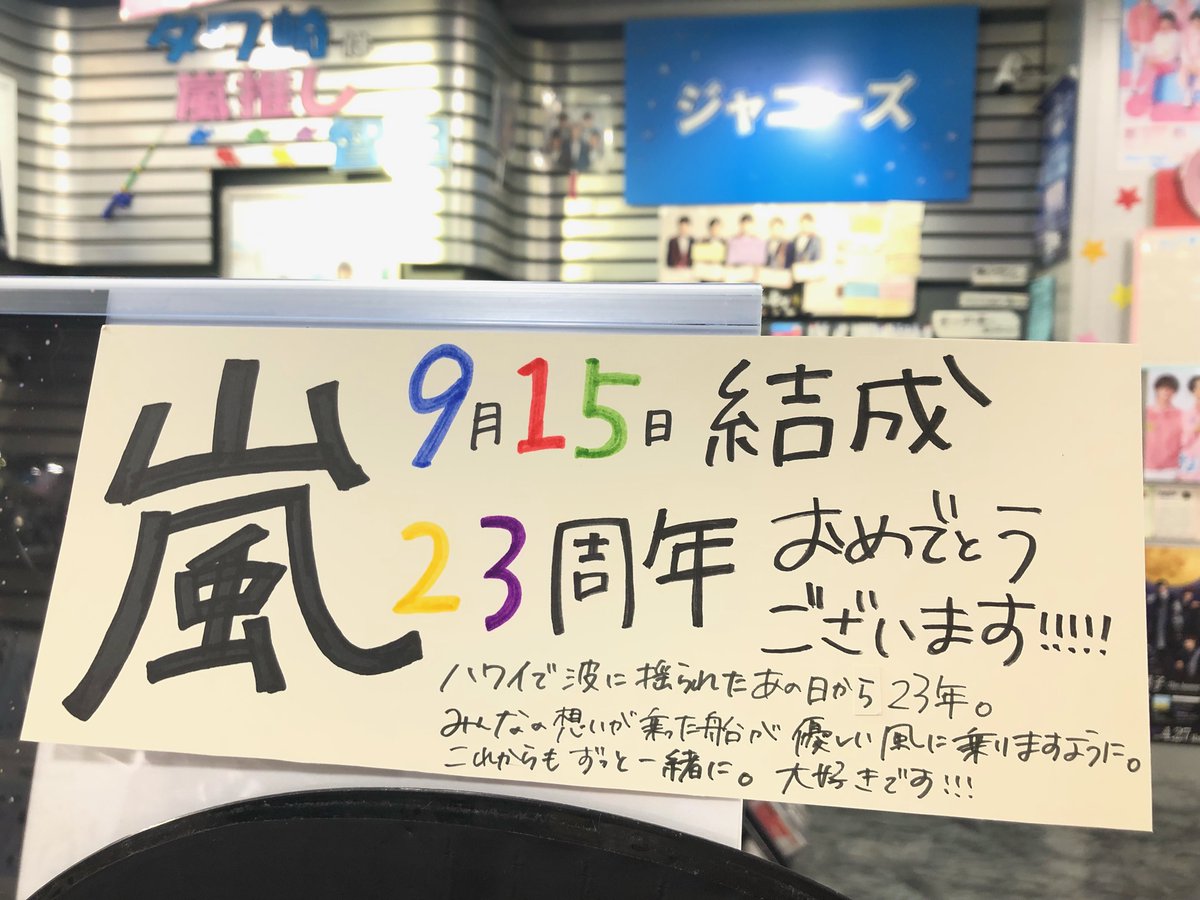 タワ崎は
嵐推し
ジャニーズ
嵐
9月15日 結成
23周年 おめでとう
ございます!!!!!
ハワイで波に揺られたあの日から23年。
みんなの想いが乗った船が優しい風に乗りますように。
これからもずっと一緒に。大好きです!!!